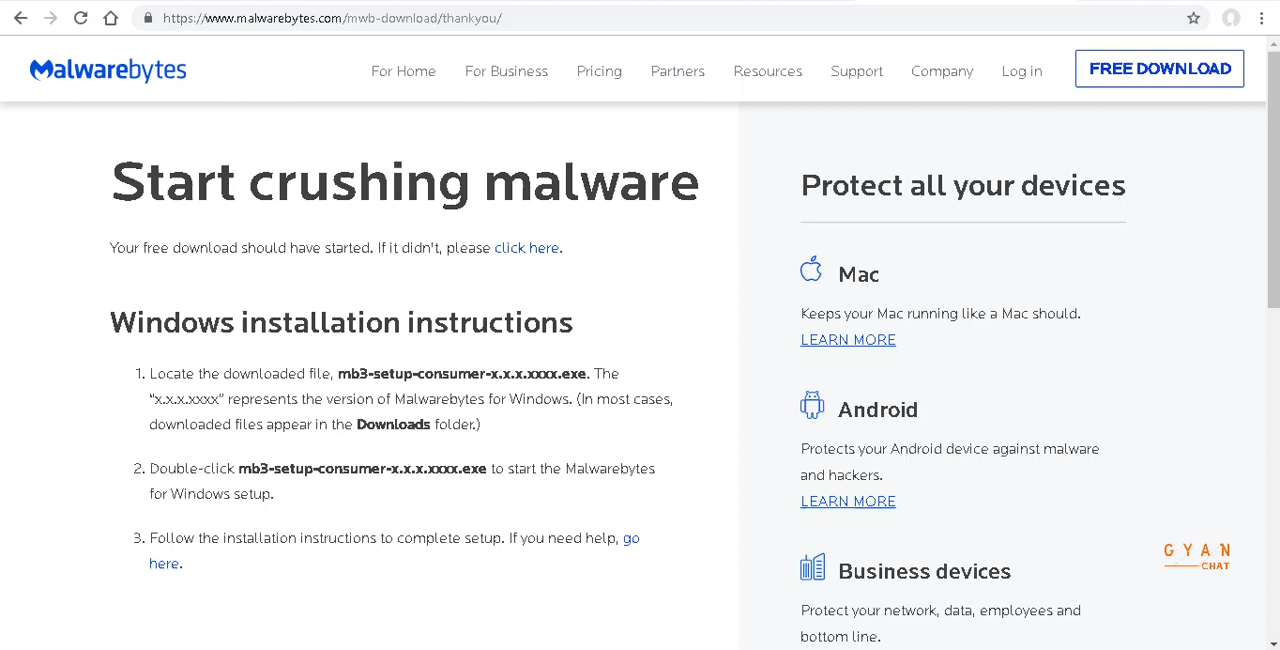 https://www.malwarebytes.com/mwb-download/thankyou/
Malwarebytes
For Home For Business Pricing Partners Resources Support Company Log in FREE DOWNLOAD
Start crushing malware
Your free download should have started. If it didn't, please click here.
Windows installation instructions
1. Locate the downloaded file, mb3-setup-consumer-x.x.x.xxxx.exe. The
“x.x.x.xxxx” represents the version of Malwarebytes for Windows. (In most cases,
downloaded files appear in the Downloads folder.)
2. Double-click mb3-setup-consumer-x.x.x.xxxx.exe to start the Malwarebytes
for Windows setup.
3. Follow the installation instructions to complete setup. If you need help, go
here.
Protect all your devices
Mac
Keeps your Mac running like a Mac should.
LEARN MORE
Android
Protects your Android device against malware
and hackers.
LEARN MORE
Business devices
Protect your network, data, employees and
bottom line.
GYAN
CHAT